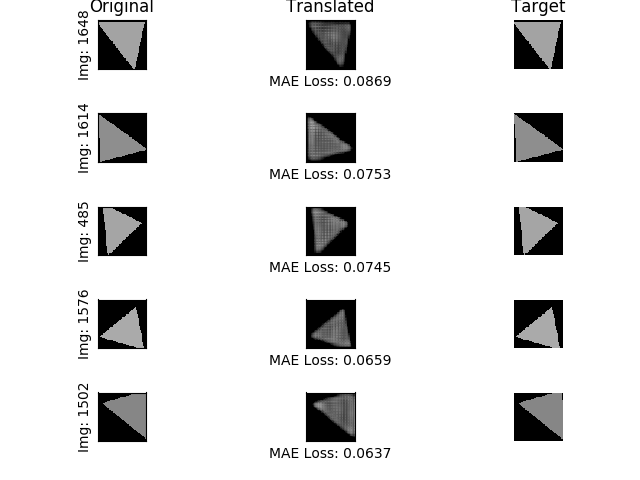 Original Translated Target
Img: 1648
MAE Loss: 0.0869
Img: 1614
MAE Loss: 0.0753
Img: 485
MAE Loss: 0.0745
Img: 1576
MAE Loss: 0.0659
Img: 1502
MAE Loss: 0.0637